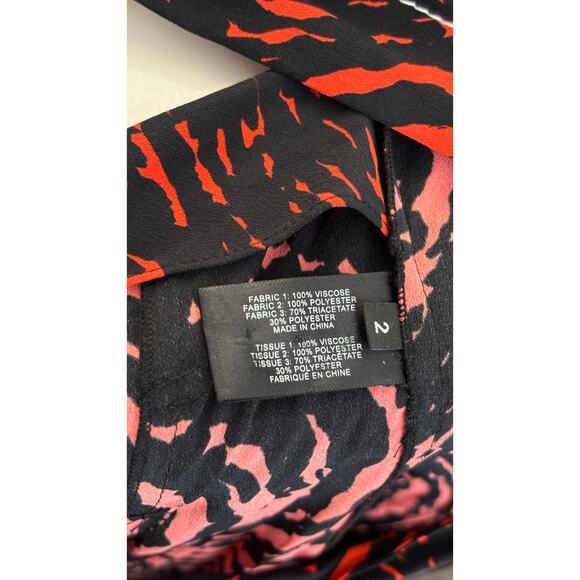 FABRIC 1: 100% VISCOSE
FABRIC 2: 100% POLYESTER
FABRIC 3: 70% TRIACETATE
30% POLYESTER
MADE IN CHINA
TISSUE 1: 100% VISCOSE
TISSUE 2: 100% POLYESTER
TISSUE 3: 70% TRIACÉTATE
30% POLYESTER
FABRIQUÉ EN CHINE
2